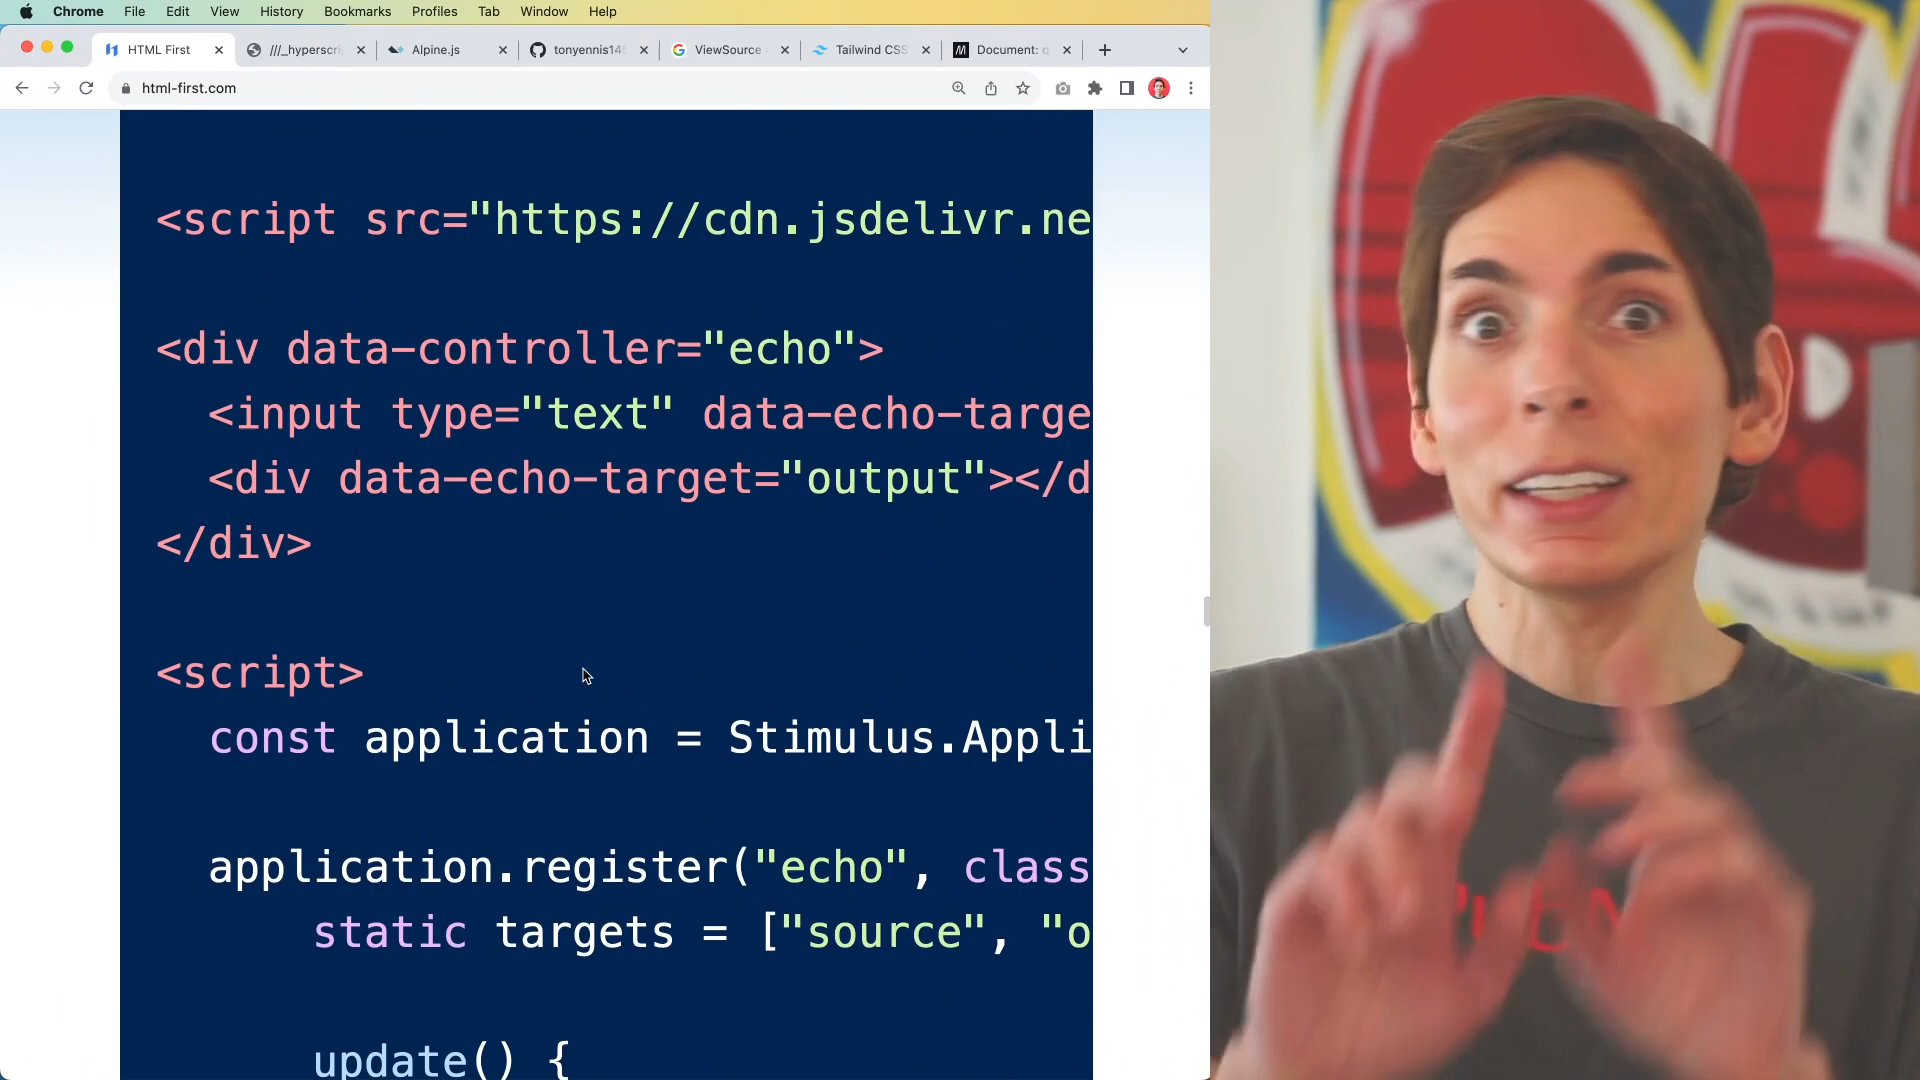 Chrome File Edit View History Bookmarks Profiles Tab Window Help
HTML First
///_hyperscri
Alpine.js
tonyennis14
ViewSource
Tailwind CSS
Document:
html-first.com
<script src="https://cdn.jsdelivr.ne
<div data-controller="echo">
<input type="text" data-echo-targe
<div data-echo-target="output"></d
</div>
<script>
const application = Stimulus.Appli
application.register("echo", class
static targets = ["source", "o
update() {